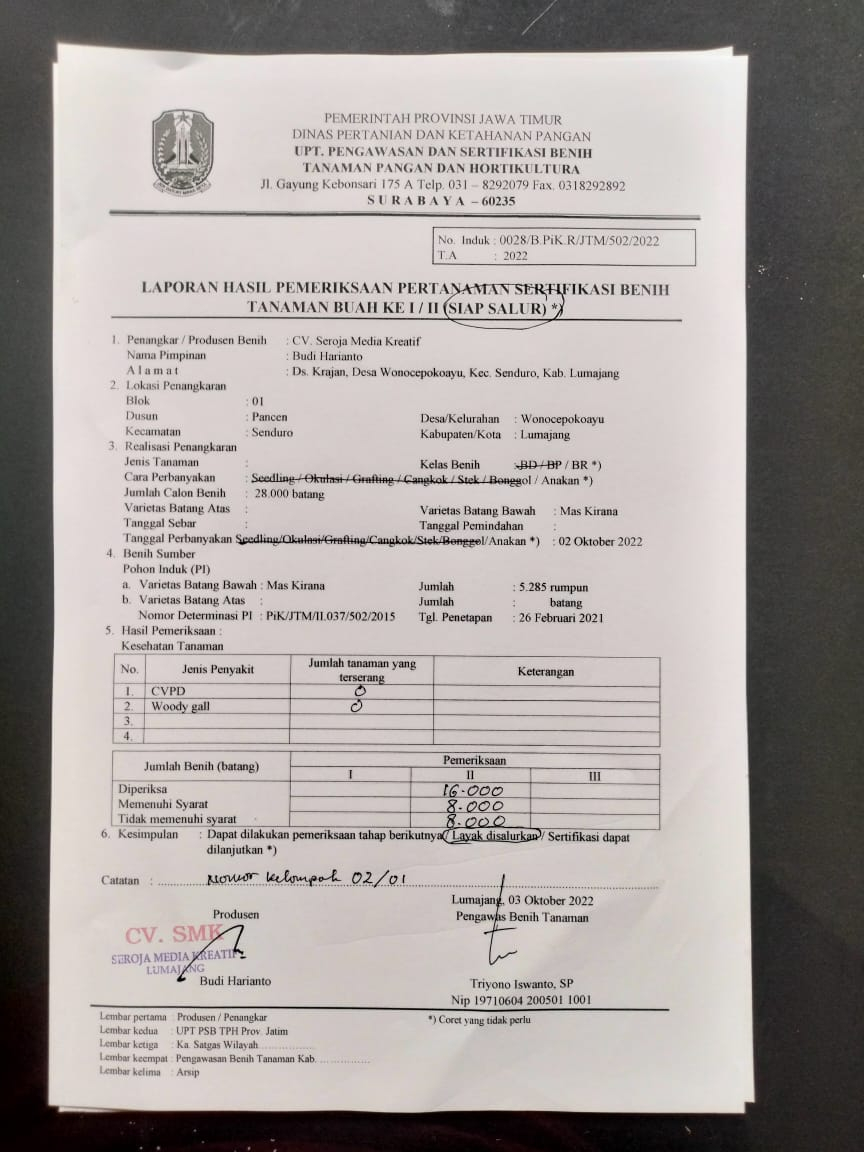 PEMERINTAH PROVINSI JAWA TIMUR
DINAS PERTANIAN DAN KETAHANAN PANGAN
UPT. PENGAWASAN DAN SERTIFIKASI BENIH
TANAMAN PANGAN DAN HORTIKULTURA
Jl. Gayung Kebonsari 175 A Telp. 031 – 8292079 Fax. 0318292892
S U R A B A Y A – 60235
No. Induk : 0028/B.PiK.R/JTM/502/2022
T.A : 2022
LAPORAN HASIL PEMERIKSAAN PERTANAMAN SERTIFIKASI BENIH
TANAMAN BUAH KE I / II (SIAP SALUR) *)
1. Penangkar / Produsen Benih : CV. Seroja Media Kreatif
Nama Pimpinan : Budi Harianto
A l a m a t : Ds. Krajan, Desa Wonocepokoayu, Kec. Senduro, Kab. Lumajang
2. Lokasi Penangkaran
Blok : 01
Dusun : Pancen Desa/Kelurahan : Wonocepokoayu
Kecamatan : Senduro Kabupaten/Kota : Lumajang
3. Realisasi Penangkaran
Jenis Tanaman : Kelas Benih : BD / BP / BR *)
Cara Perbanyakan : Seedling / Okulasi / Grafting / Cangkok / Stek / Bonggol / Anakan *)
Jumlah Calon Benih : 28.000 batang
Varietas Batang Atas : Varietas Batang Bawah : Mas Kirana
Tanggal Sebar : Tanggal Pemindahan :
Tanggal Perbanyakan Seedling/Okulasi/Grafting/Cangkok/Stek/Bonggol/Anakan *) : 02 Oktober 2022
4. Benih Sumber
Pohon Induk (PI)
a. Varietas Batang Bawah : Mas Kirana Jumlah : 5.285 rumpun
b. Varietas Batang Atas : Jumlah : batang
Nomor Determinasi PI : PiK/JTM/II.037/502/2015 Tgl. Penetapan : 26 Februari 2021
5. Hasil Pemeriksaan :
Kesehatan Tanaman
No. Jenis Penyakit Jumlah tanaman yang terserang Keterangan
1. CVPD 0
2. Woody gall 0
3.
4.
Jumlah Benih (batang) Pemeriksaan
I II III
Diperiksa 16.000
Memenuhi Syarat 8.000
Tidak memenuhi syarat 8.000
6. Kesimpulan : Dapat dilakukan pemeriksaan tahap berikutnya / Layak disalurkan / Sertifikasi dapat
dilanjutkan *)
Catatan : Nomor Kelompok 02/01
Lumajang, 03 Oktober 2022
Produsen Pengawas Benih Tanaman
CV. SMK
SEROJA MEDIA KREATIF
LUMAJANG
Budi Harianto Triyono Iswanto, SP
Nip 19710604 200501 1001
Lembar pertama : Produsen / Penangkar *) Coret yang tidak perlu
Lembar kedua : UPT PSB TPH Prov. Jatim
Lembar ketiga : Ka. Satgas Wilayah..................
Lembar keempat : Pengawasan Benih Tanaman Kab. ..................
Lembar kelima : Arsip